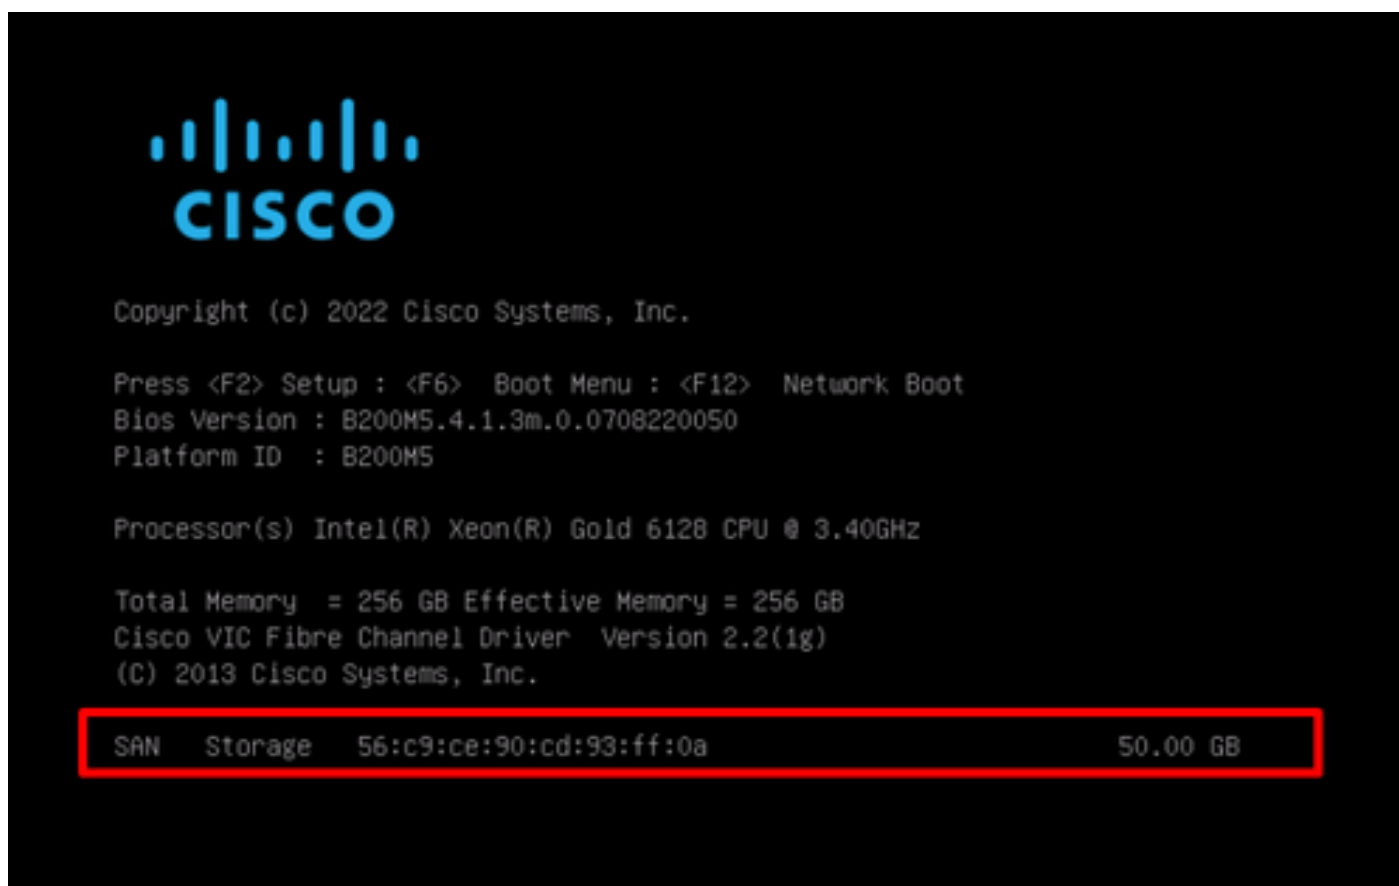 CISCO
Copyright (c) 2022 Cisco Systems, Inc.
Press <F2> Setup : <F6> Boot Menu : <F12> Network Boot
Bios Version : B200M5.4.1.3m.0.0708220050
Platform ID : B200M5
Processor(s) Intel(R) Xeon(R) Gold 6128 CPU @ 3.40GHz
Total Memory = 256 GB Effective Memory = 256 GB
Cisco VIC Fibre Channel Driver Version 2.2(1g)
(C) 2013 Cisco Systems, Inc.
SAN Storage 56:c9:ce:90:cd:93:ff:0a 50.00 GB